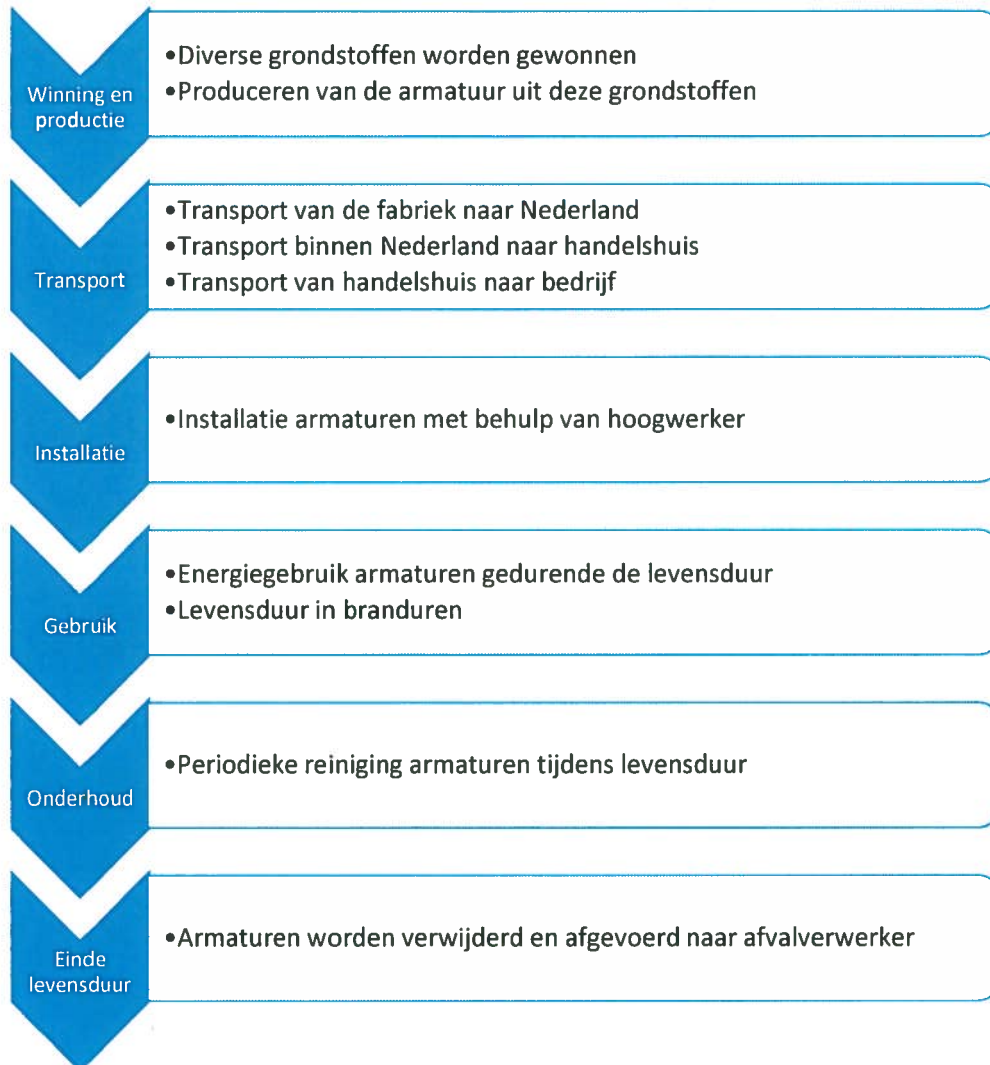 Winning en
productie
•Diverse grondstoffen worden gewonnen
•Produceren van de armatuur uit deze grondstoffen
Transport
•Transport van de fabriek naar Nederland
•Transport binnen Nederland naar handelshuis
•Transport van handelshuis naar bedrijf
Installatie
•Installatie armaturen met behulp van hoogwerker
Gebruik
•Energiegebruik armaturen gedurende de levensduur
•Levensduur in branduren
Onderhoud
•Periodieke reiniging armaturen tijdens levensduur
Einde
levensduur
•Armaturen worden verwijderd en afgevoerd naar afvalverwerker